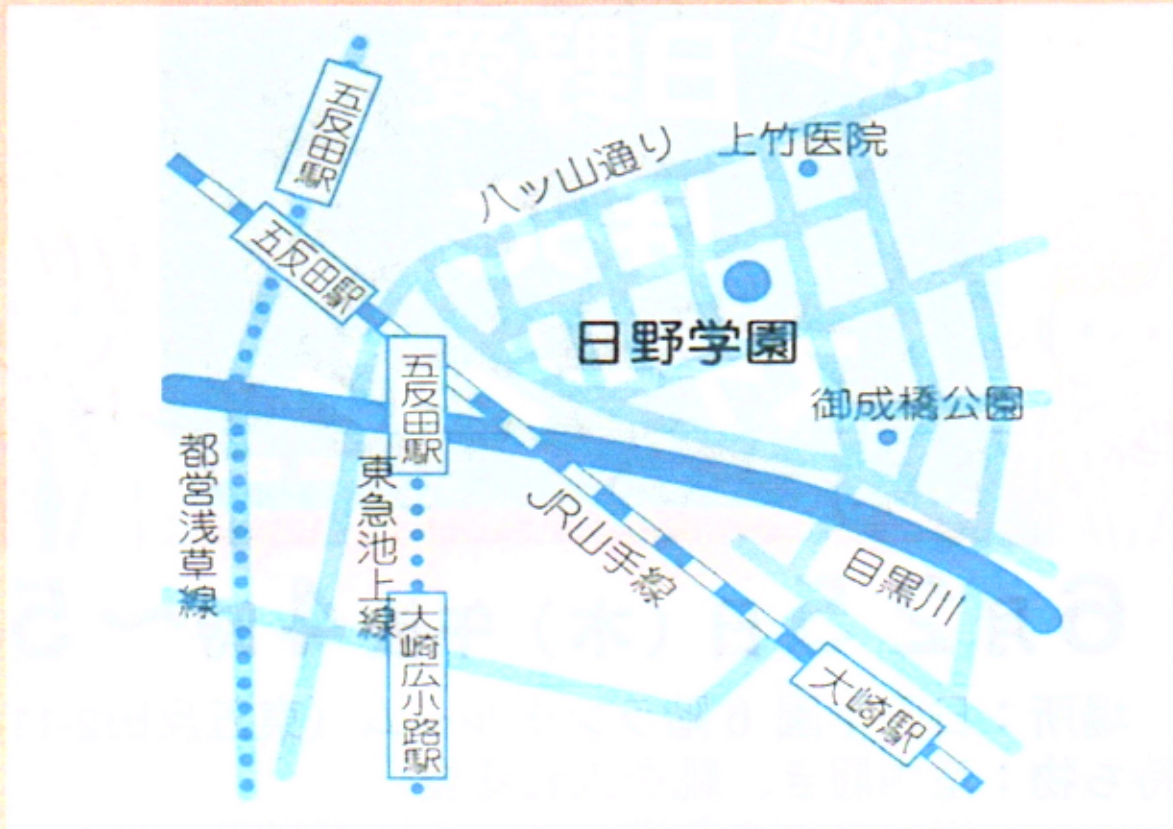 五反田駅
五反田駅
五反田駅
八ッ山通り
上竹医院
日野学園
御成橋公園
都営浅草線
東急池上線
JR山手線
目黒川
大崎広小路駅
大崎駅